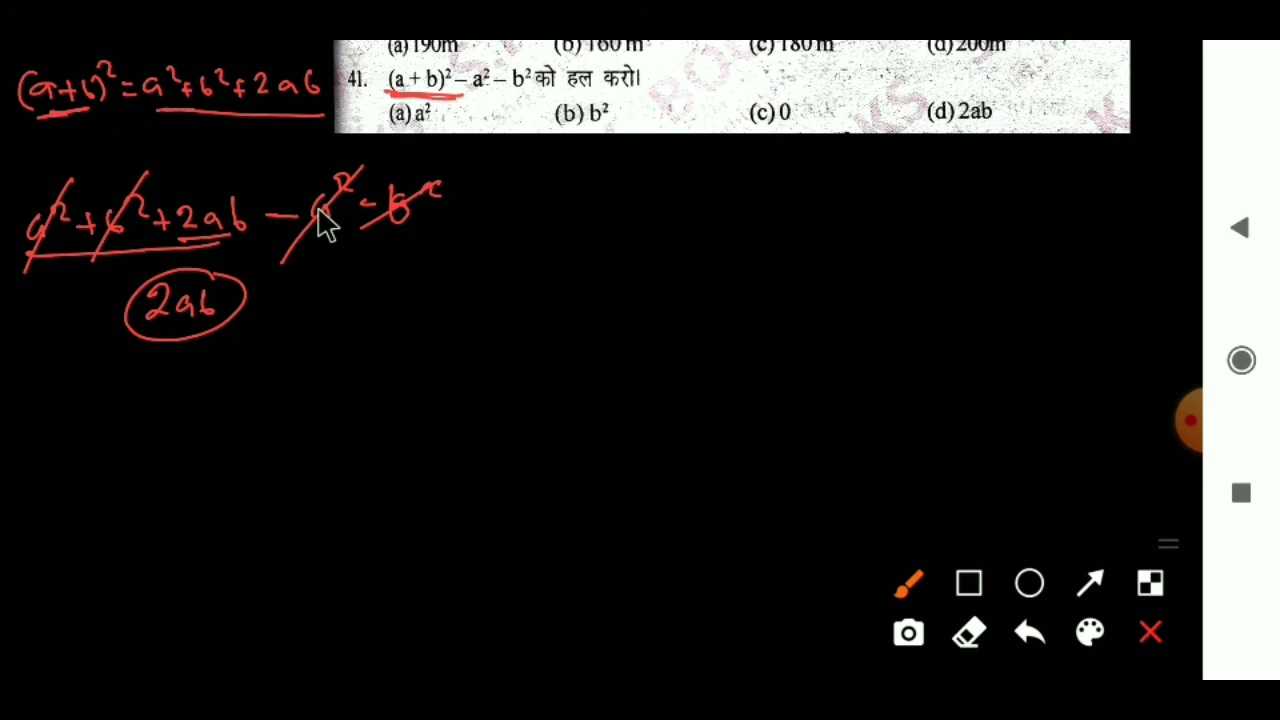 (a) 190m (b) 160m (c) 180m (d) 200m
(a+b)² = a²+b²+2ab
41. (a + b)² – a² – b² को हल करो।
(a) a² (b) b² (c) 0 (d) 2ab
a²+b²+2ab – a² - b²
2ab